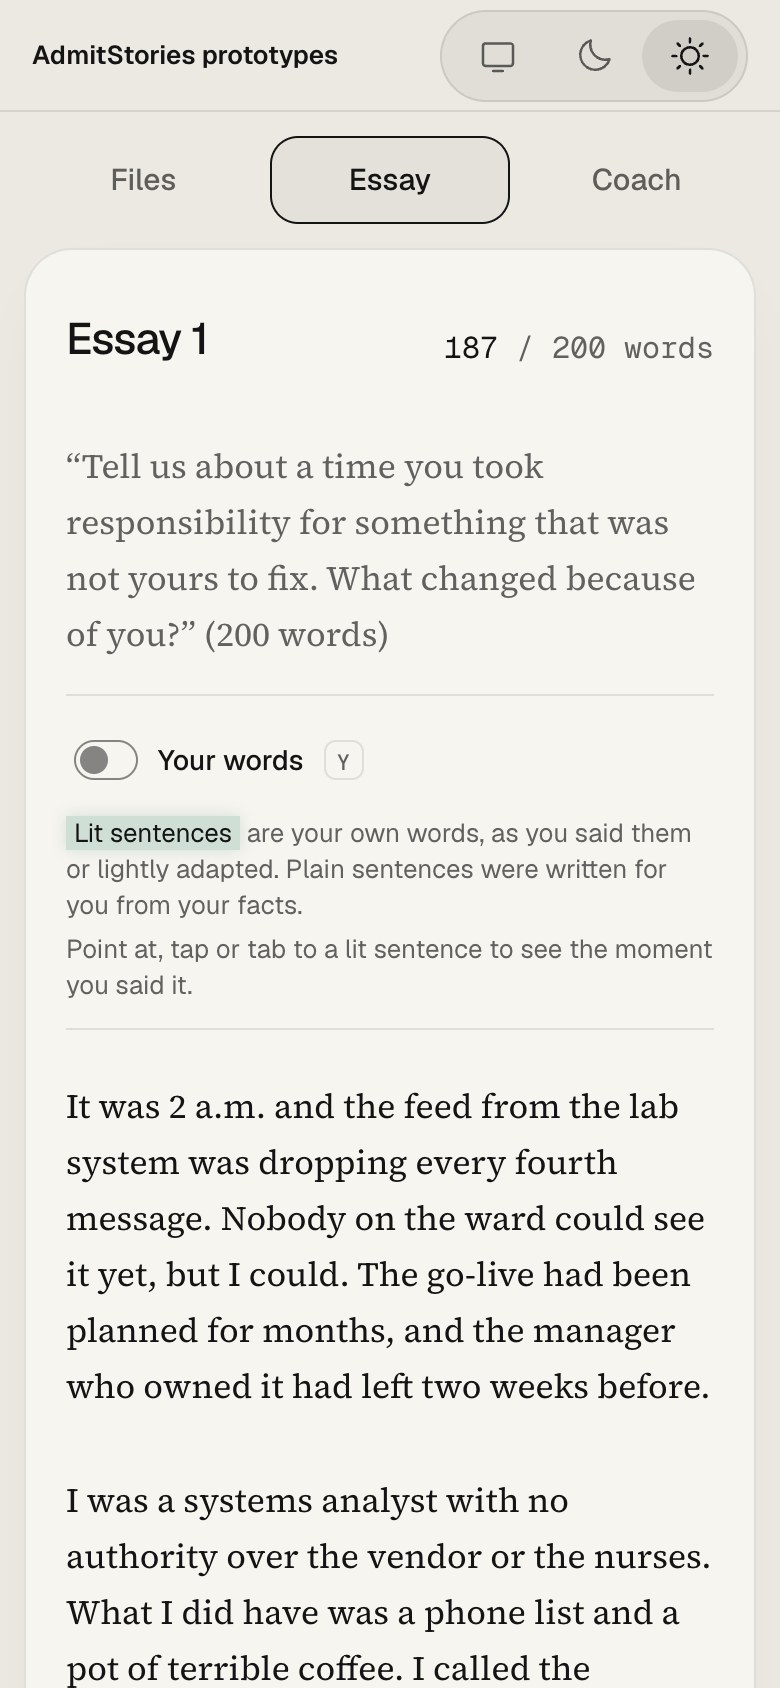 AdmitStories prototypes
Files
Essay
Coach
Essay 1
187 / 200 words
“Tell us about a time you took
responsibility for something that was
not yours to fix. What changed because
of you?” (200 words)
Your words Y
Lit sentences are your own words, as you said them
or lightly adapted. Plain sentences were written for
you from your facts.
Point at, tap or tab to a lit sentence to see the moment
you said it.
It was 2 a.m. and the feed from the lab
system was dropping every fourth
message. Nobody on the ward could see
it yet, but I could. The go-live had been
planned for months, and the manager
who owned it had left two weeks before.
I was a systems analyst with no
authority over the vendor or the nurses.
What I did have was a phone list and a
pot of terrible coffee. I called the